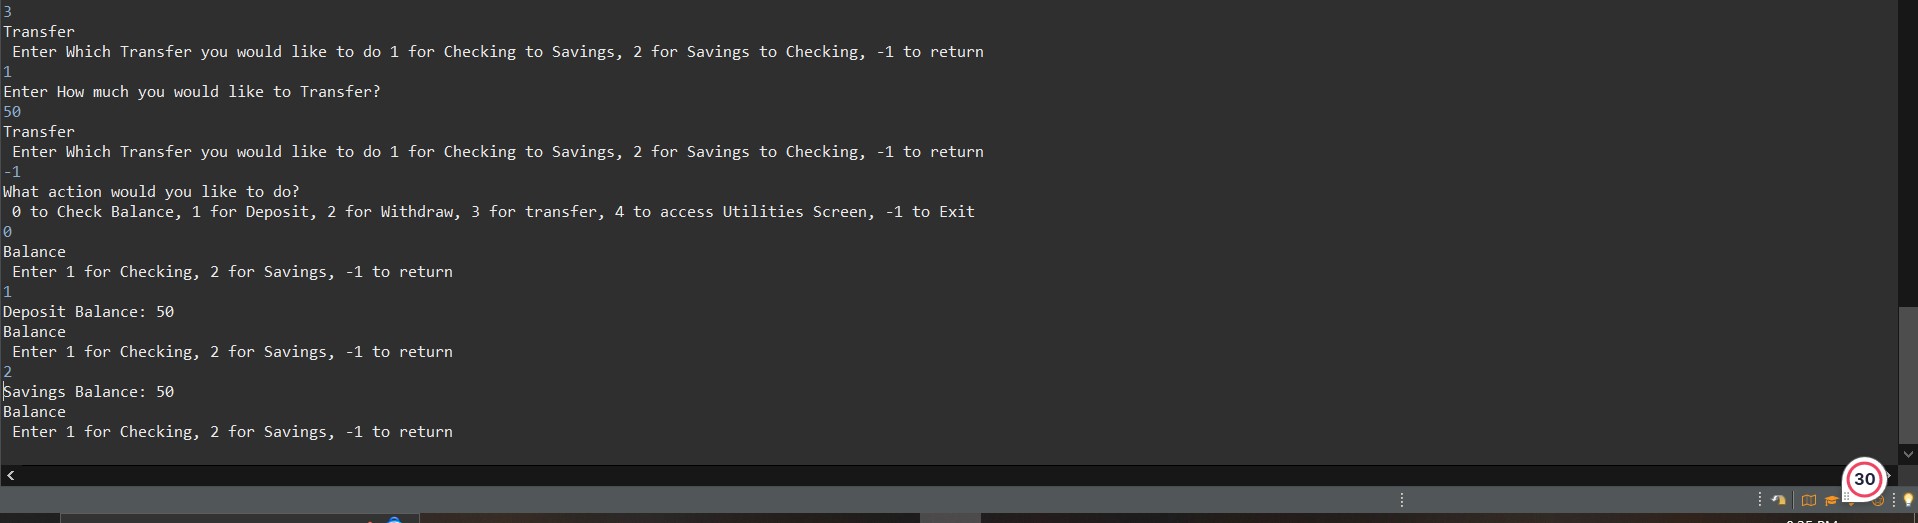 3
Transfer
Enter Which Transfer you would like to do 1 for Checking to Savings, 2 for Savings to Checking, -1 to return
1
Enter How much you would like to Transfer?
50
Transfer
Enter Which Transfer you would like to do 1 for Checking to Savings, 2 for Savings to Checking, -1 to return
-1
What action would you like to do?
0 to Check Balance, 1 for Deposit, 2 for Withdraw, 3 for transfer, 4 to access Utilities Screen, -1 to Exit
0
Balance
Enter 1 for Checking, 2 for Savings, -1 to return
1
Deposit Balance: 50
Balance
Enter 1 for Checking, 2 for Savings, -1 to return
2
Savings Balance: 50
Balance
Enter 1 for Checking, 2 for Savings, -1 to return
30